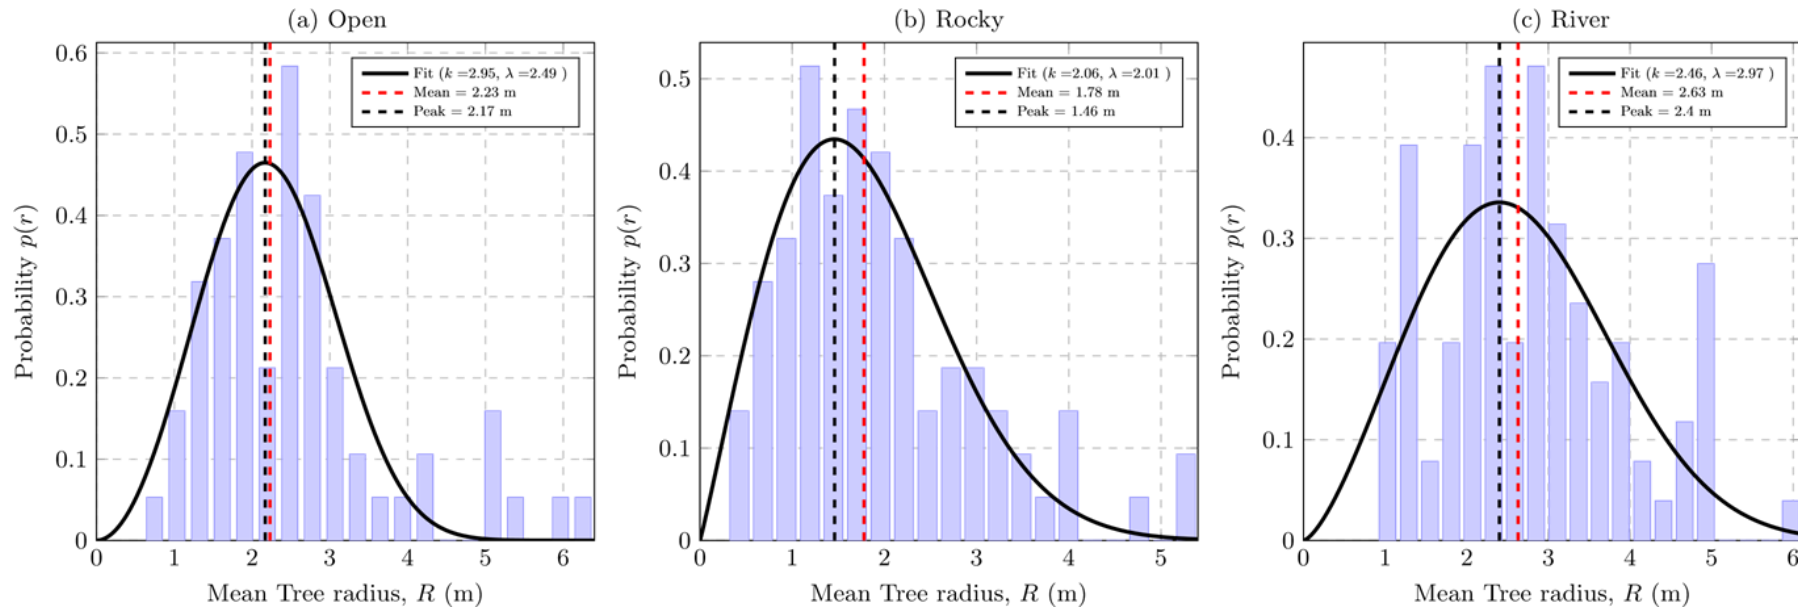 (a) Open
0.6
0.5
0.4
0.3
0.2
0.1
0
0 1 2 3 4 5 6
Probability p(r)
Mean Tree radius, R (m)
Fit (k =2.95, λ =2.49 )
Mean = 2.23 m
Peak = 2.17 m
(b) Rocky
0.5
0.4
0.3
0.2
0.1
0
0 1 2 3 4 5
Probability p(r)
Mean Tree radius, R (m)
Fit (k =2.06, λ =2.01 )
Mean = 1.78 m
Peak = 1.46 m
(c) River
0.4
0.3
0.2
0.1
0
0 1 2 3 4 5 6
Probability p(r)
Mean Tree radius, R (m)
Fit (k =2.46, λ =2.97 )
Mean = 2.63 m
Peak = 2.4 m